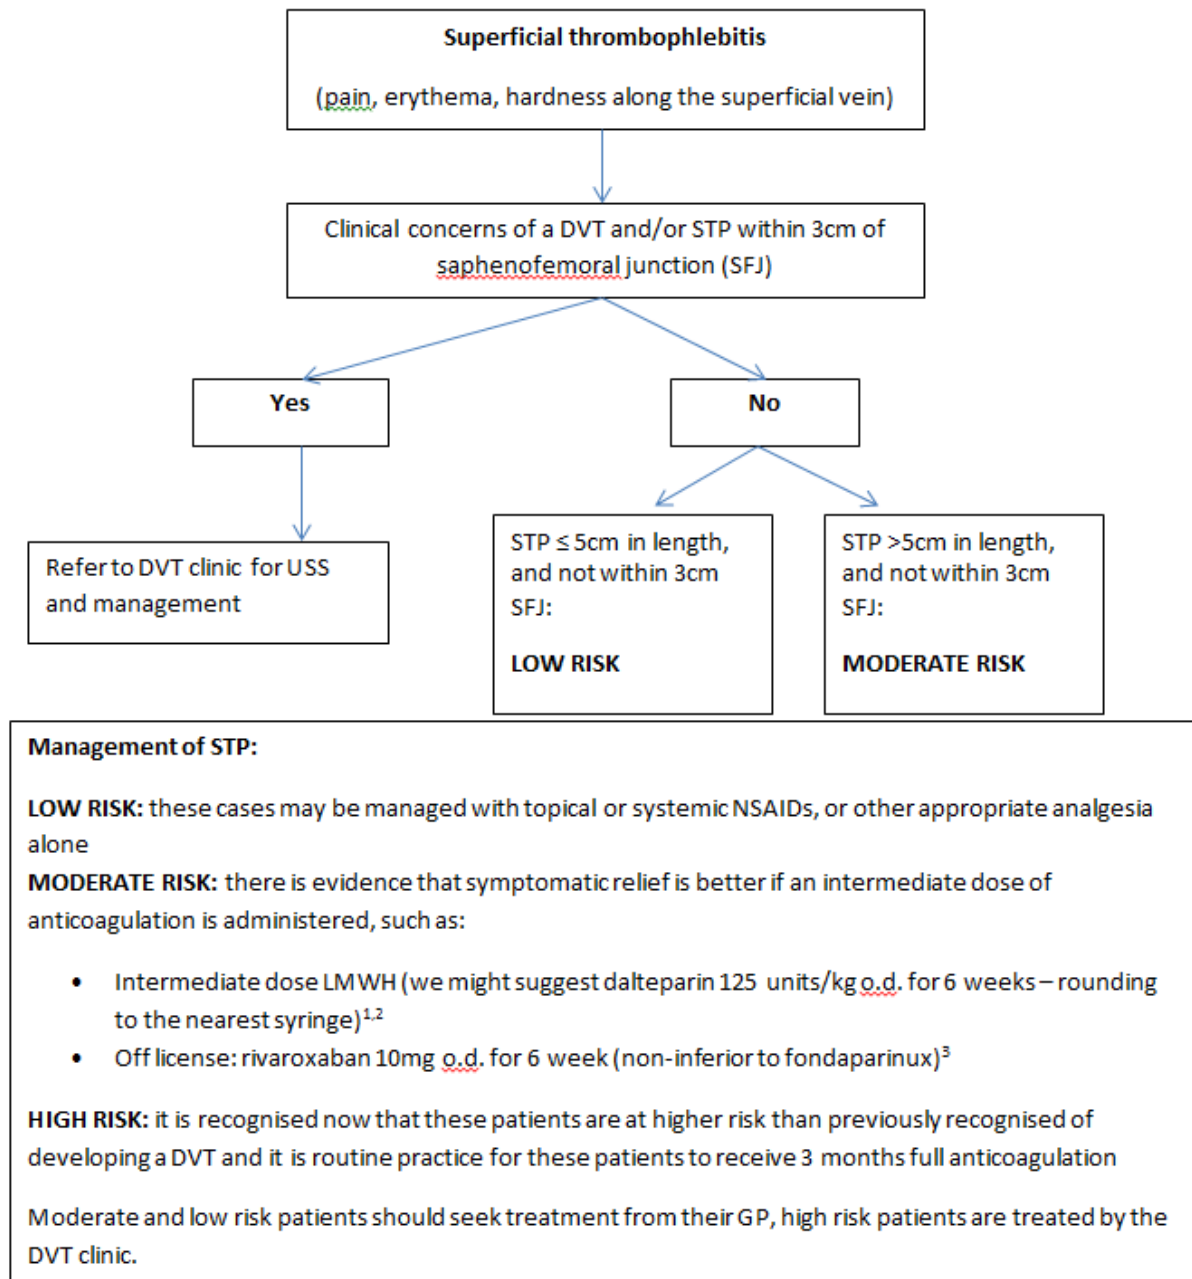 Superficial thrombophlebitis
(pain, erythema, hardness along the superficial vein)
Clinical concerns of a DVT and/or STP within 3cm of
saphenofemoral junction (SFJ)
Yes
No
Refer to DVT clinic for USS
and management
STP ≤ 5cm in length,
and not within 3cm
SFJ:
LOW RISK
STP >5cm in length,
and not within 3cm
SFJ:
MODERATE RISK
Management of STP:
LOW RISK: these cases may be managed with topical or systemic NSAIDs, or other appropriate analgesia
alone
MODERATE RISK: there is evidence that symptomatic relief is better if an intermediate dose of
anticoagulation is administered, such as:
• Intermediate dose LMWH (we might suggest dalteparin 125 units/kg o.d. for 6 weeks – rounding
to the nearest syringe)1,2
• Off license: rivaroxaban 10mg o.d. for 6 week (non-inferior to fondaparinux)3
HIGH RISK: it is recognised now that these patients are at higher risk than previously recognised of
developing a DVT and it is routine practice for these patients to receive 3 months full anticoagulation
Moderate and low risk patients should seek treatment from their GP, high risk patients are treated by the
DVT clinic.